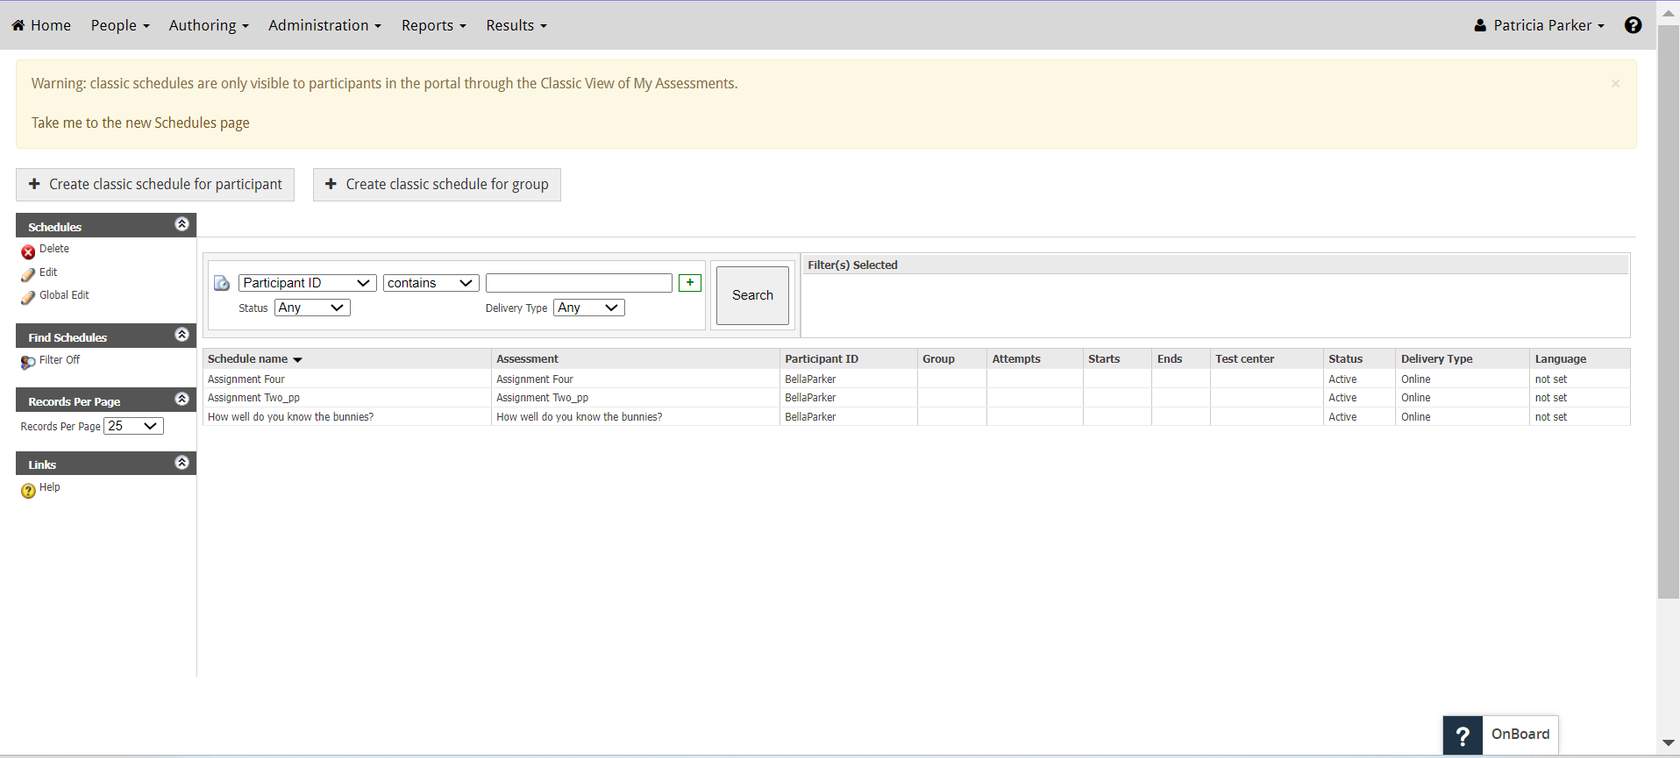 Home People Authoring Administration Reports Results Patricia Parker ?
Warning: classic schedules are only visible to participants in the portal through the Classic View of My Assessments. ×
Take me to the new Schedules page
+ Create classic schedule for participant + Create classic schedule for group
Schedules
Delete
Edit
Global Edit
Find Schedules
Filter Off
Records Per Page
Records Per Page 25
Links
? Help
Participant ID contains + Search
Status Any Delivery Type Any
Filter(s) Selected
Schedule name Assessment Participant ID Group Attempts Starts Ends Test center Status Delivery Type Language
Assignment Four Assignment Four BellaParker Active Online not set
Assignment Two_pp Assignment Two_pp BellaParker Active Online not set
How well do you know the bunnies? How well do you know the bunnies? BellaParker Active Online not set
? OnBoard